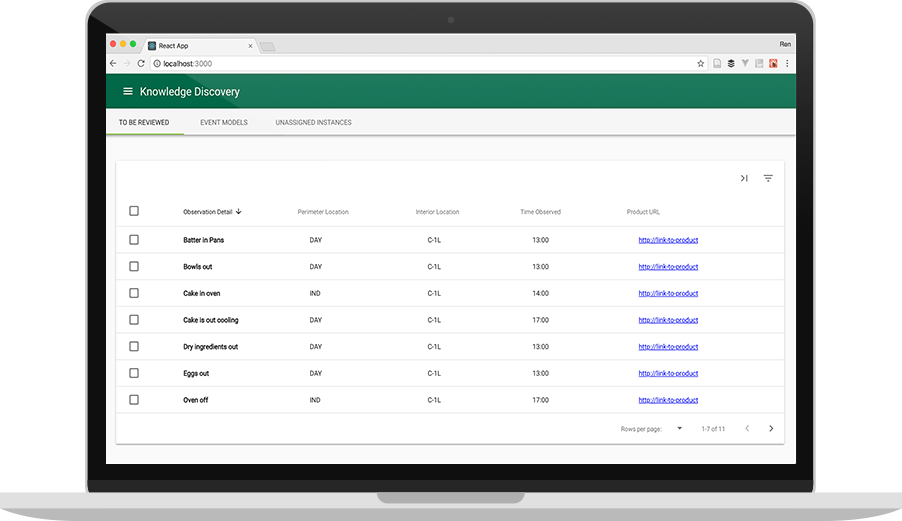 React App
Ren
localhost:3000
Knowledge Discovery
TO BE REVIEWED EVENT MODELS UNASSIGNED INSTANCES
Observation Detail Perimeter Location Interior Location Time Observed Product URL
Batter in Pans DAY C-1L 13:00 http://link-to-product
Bowls out DAY C-1L 13:00 http://link-to-product
Cake in oven IND C-1L 14:00 http://link-to-product
Cake is out cooling DAY C-1L 17:00 http://link-to-product
Dry ingredients out DAY C-1L 13:00 http://link-to-product
Eggs out DAY C-1L 13:00 http://link-to-product
Oven off IND C-1L 17:00 http://link-to-product
Rows per page: 1-7 of 11